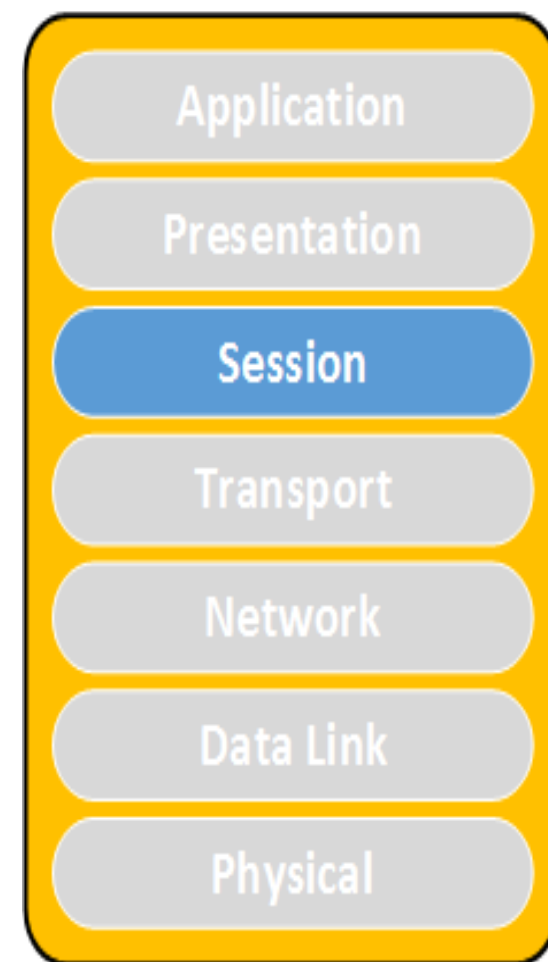 Application
Presentation
Session
Transport
Network
Data Link
Physical